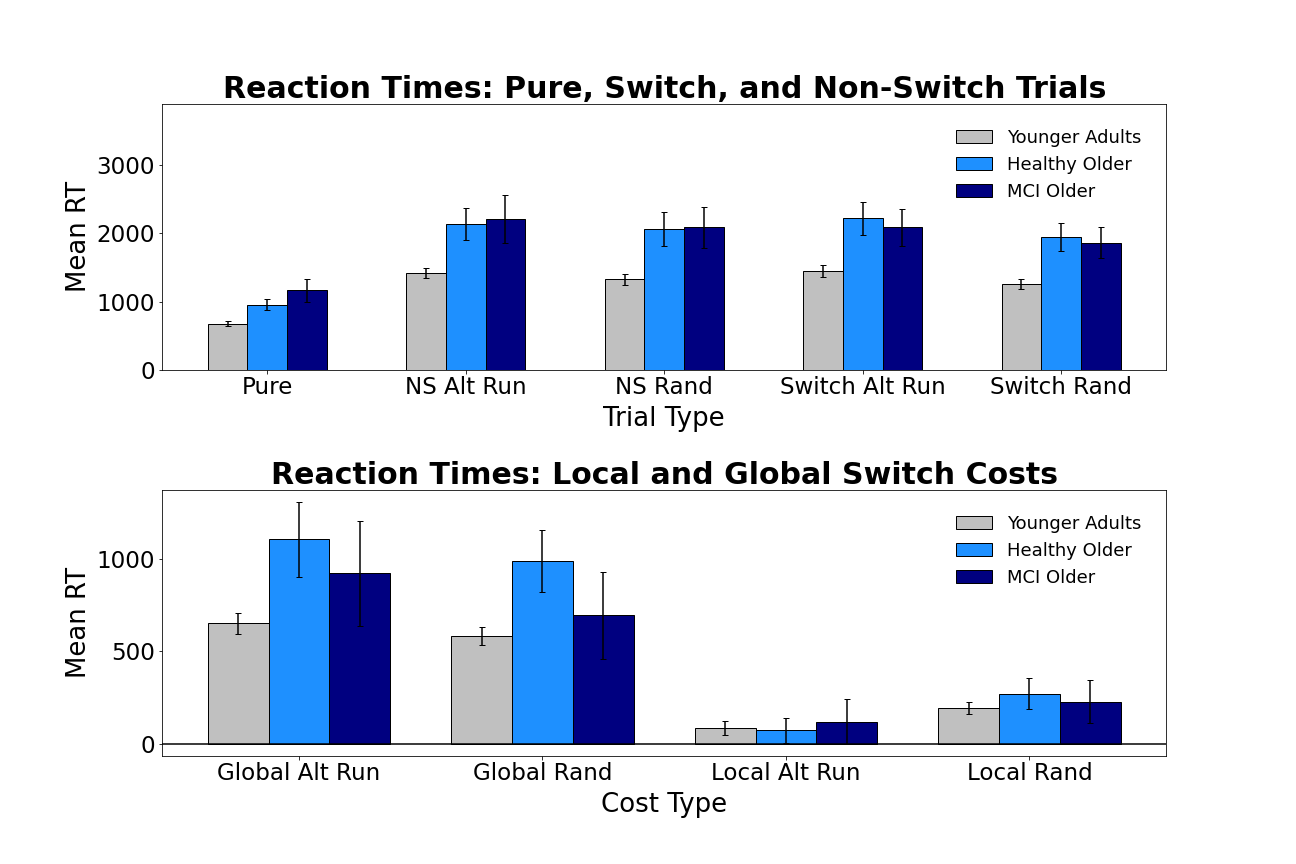 Reaction Times: Pure, Switch, and Non-Switch Trials
Mean RT
3000
2000
1000
0
Younger Adults
Healthy Older
MCI Older
Pure NS Alt Run NS Rand Switch Alt Run Switch Rand
Trial Type
Reaction Times: Local and Global Switch Costs
Mean RT
1000
500
0
Younger Adults
Healthy Older
MCI Older
Global Alt Run Global Rand Local Alt Run Local Rand
Cost Type